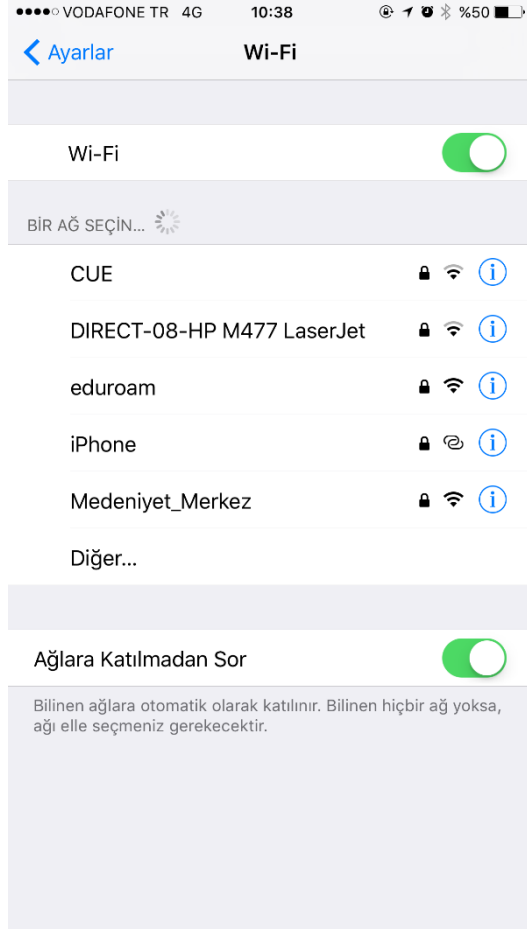 VODAFONE TR 4G 10:38 %50
Ayarlar Wi-Fi
Wi-Fi
BİR AĞ SEÇİN...
CUE
DIRECT-08-HP M477 LaserJet
eduroam
iPhone
Medeniyet_Merkez
Diğer...
Ağlara Katılmadan Sor
Bilinen ağlara otomatik olarak katılınır. Bilinen hiçbir ağ yoksa,
ağı elle seçmeniz gerekecektir.